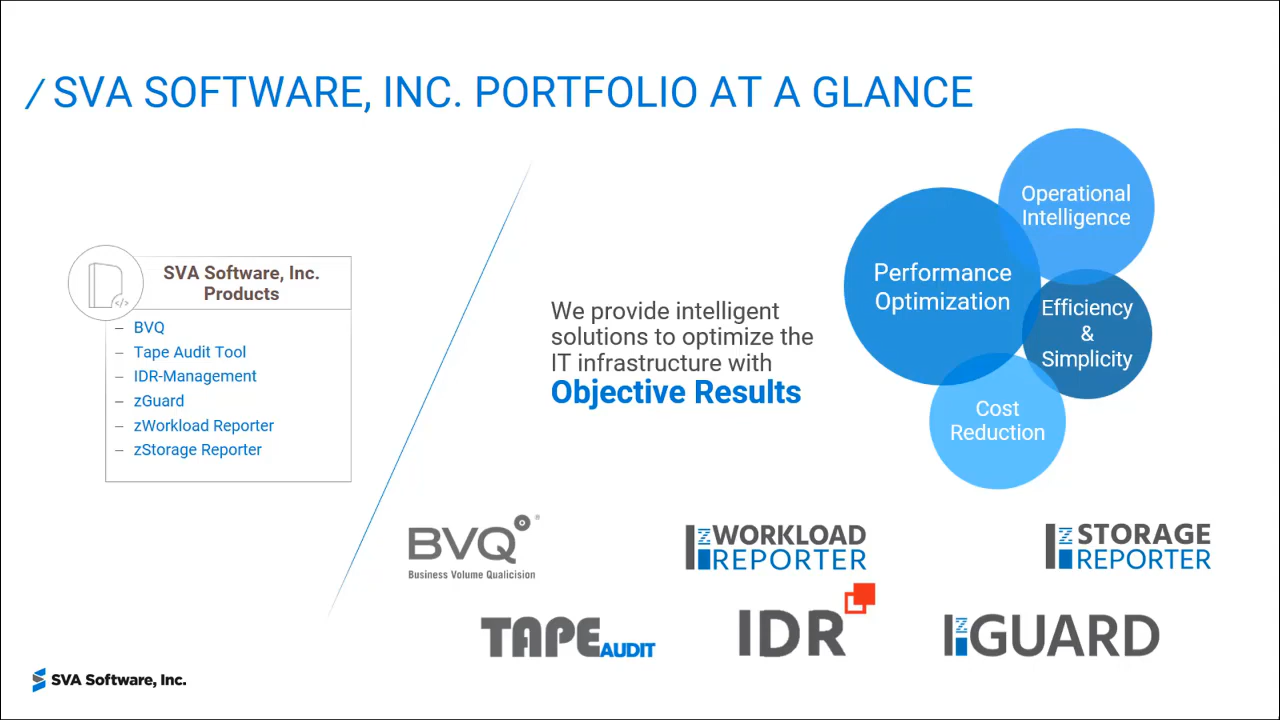 / SVA SOFTWARE, INC. PORTFOLIO AT A GLANCE
SVA Software, Inc.
Products
– BVQ
– Tape Audit Tool
– IDR-Management
– zGuard
– zWorkload Reporter
– zStorage Reporter
We provide intelligent
solutions to optimize the
IT infrastructure with
Objective Results
Operational
Intelligence
Performance
Optimization
Efficiency
&
Simplicity
Cost
Reduction
BVQ®
Business Volume Qualicision
Z WORKLOAD
REPORTER
Z STORAGE
REPORTER
TAPE AUDIT
IDR
Z GUARD
SVA Software, Inc.